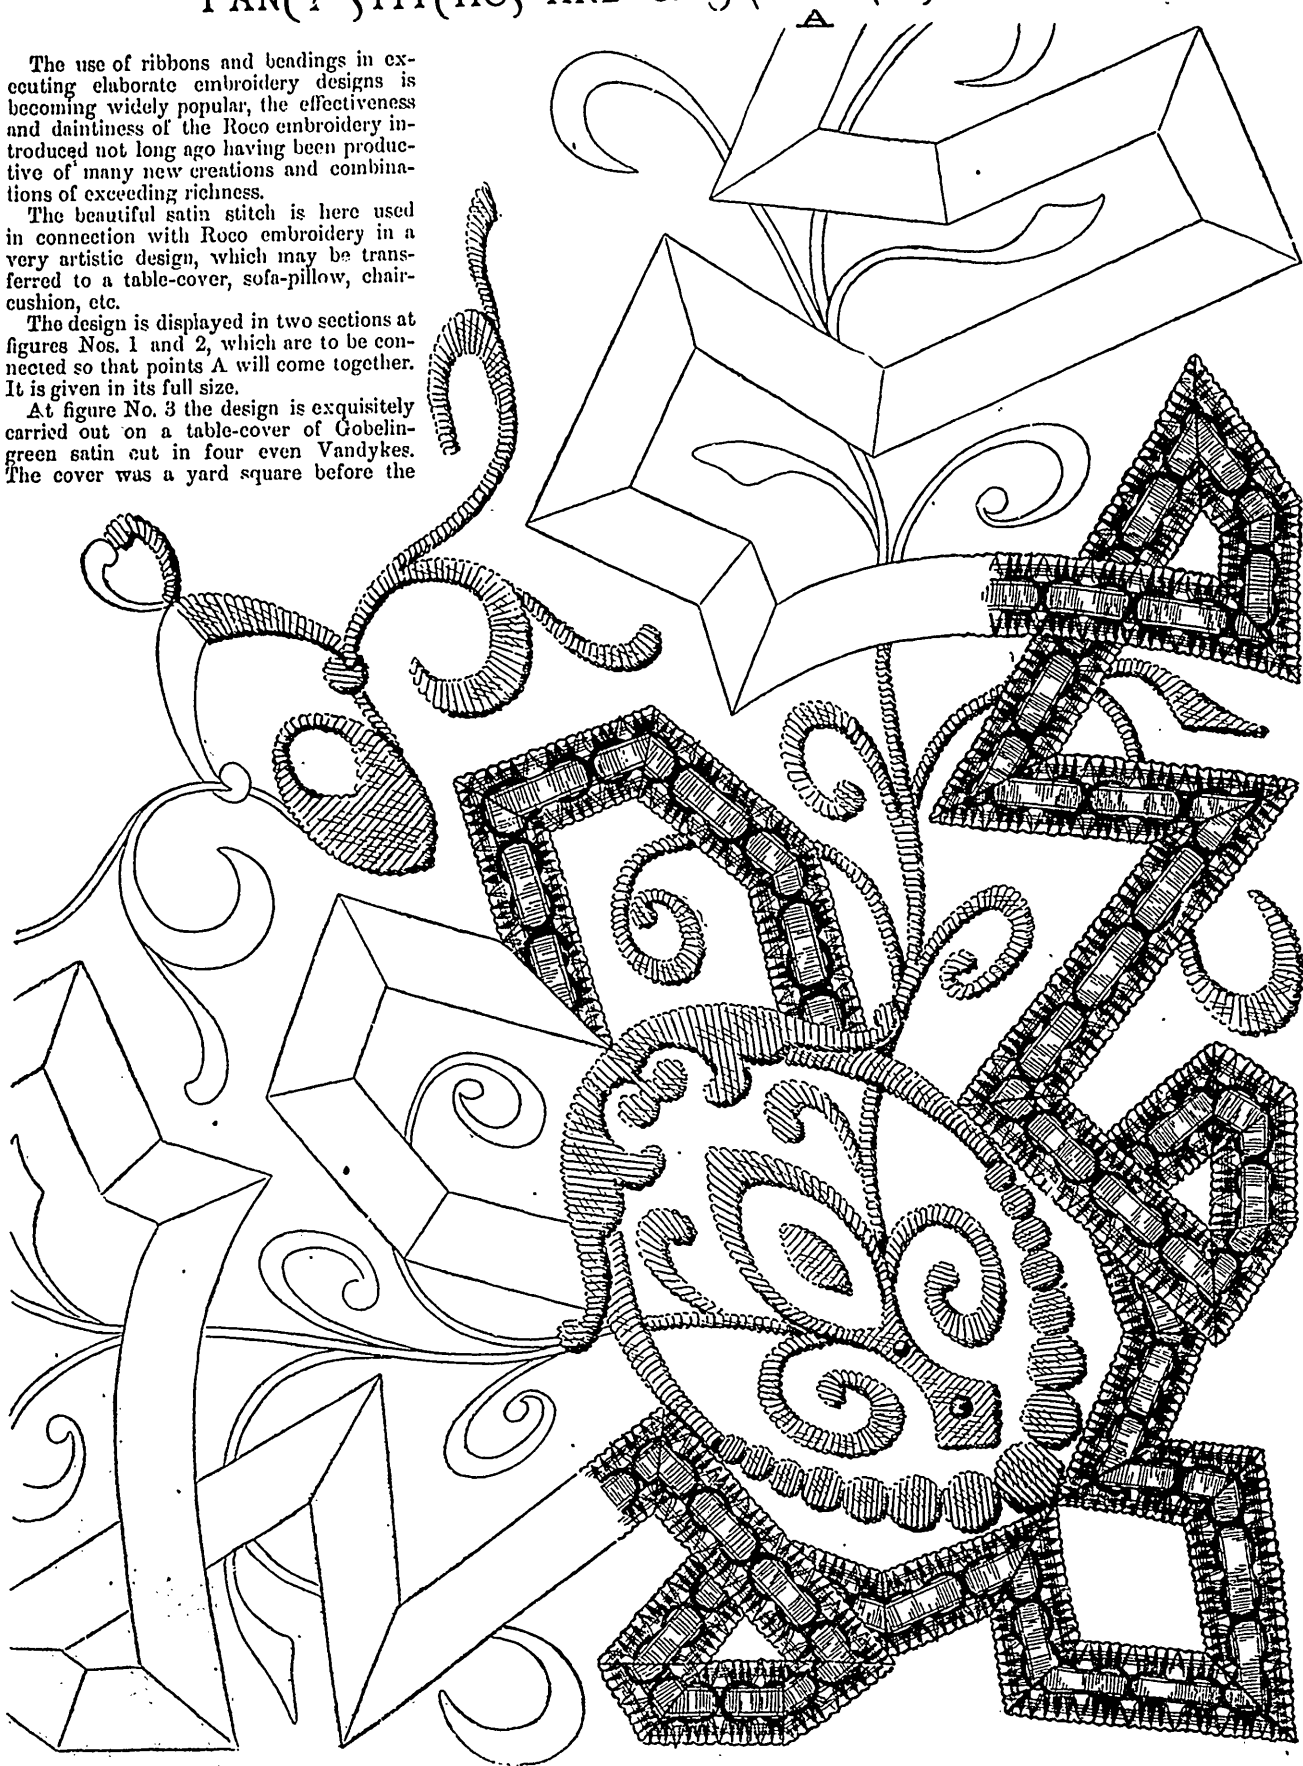 FANCY STITCHES AND
A
The use of ribbons and beadings in ex-
ecuting elaborate embroidery designs is
becoming widely popular, the effectiveness
and daintiness of the Roco embroidery in-
troduced not long ago having been produc-
tive of many new creations and combina-
tions of exceeding richness.
The beautiful satin stitch is here used
in connection with Roco embroidery in a
very artistic design, which may be trans-
ferred to a table-cover, sofa-pillow, chair-
cushion, etc.
The design is displayed in two sections at
figures Nos. 1 and 2, which are to be con-
nected so that points A will come together.
It is given in its full size.
At figure No. 3 the design is exquisitely
carried out on a table-cover of Gobelin-
green satin cut in four even Vandykes.
The cover was a yard square before the